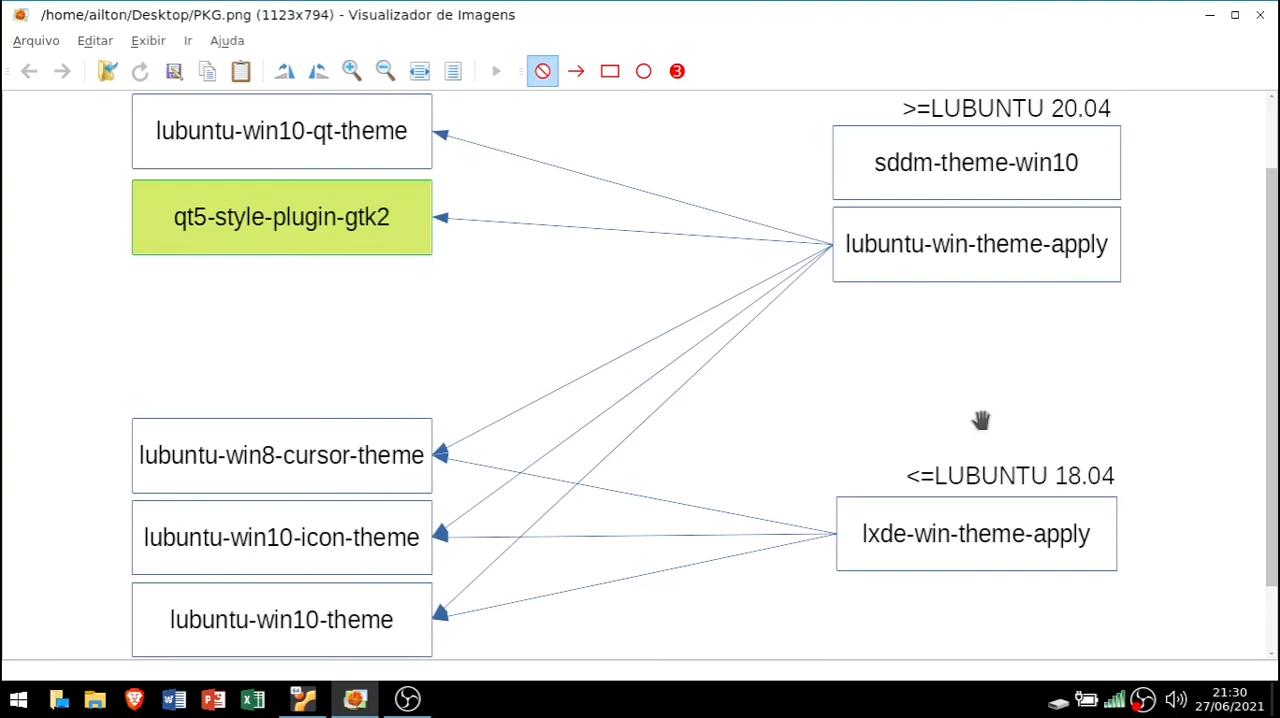 /home/ailton/Desktop/PKG.png (1123x794) - Visualizador de Imagens
Arquivo Editar Exibir Ir Ajuda
3
lubuntu-win10-qt-theme
qt5-style-plugin-gtk2
>=LUBUNTU 20.04
sddm-theme-win10
lubuntu-win-theme-apply
lubuntu-win8-cursor-theme
lubuntu-win10-icon-theme
lubuntu-win10-theme
<=LUBUNTU 18.04
lxde-win-theme-apply
21:30
27/06/2021